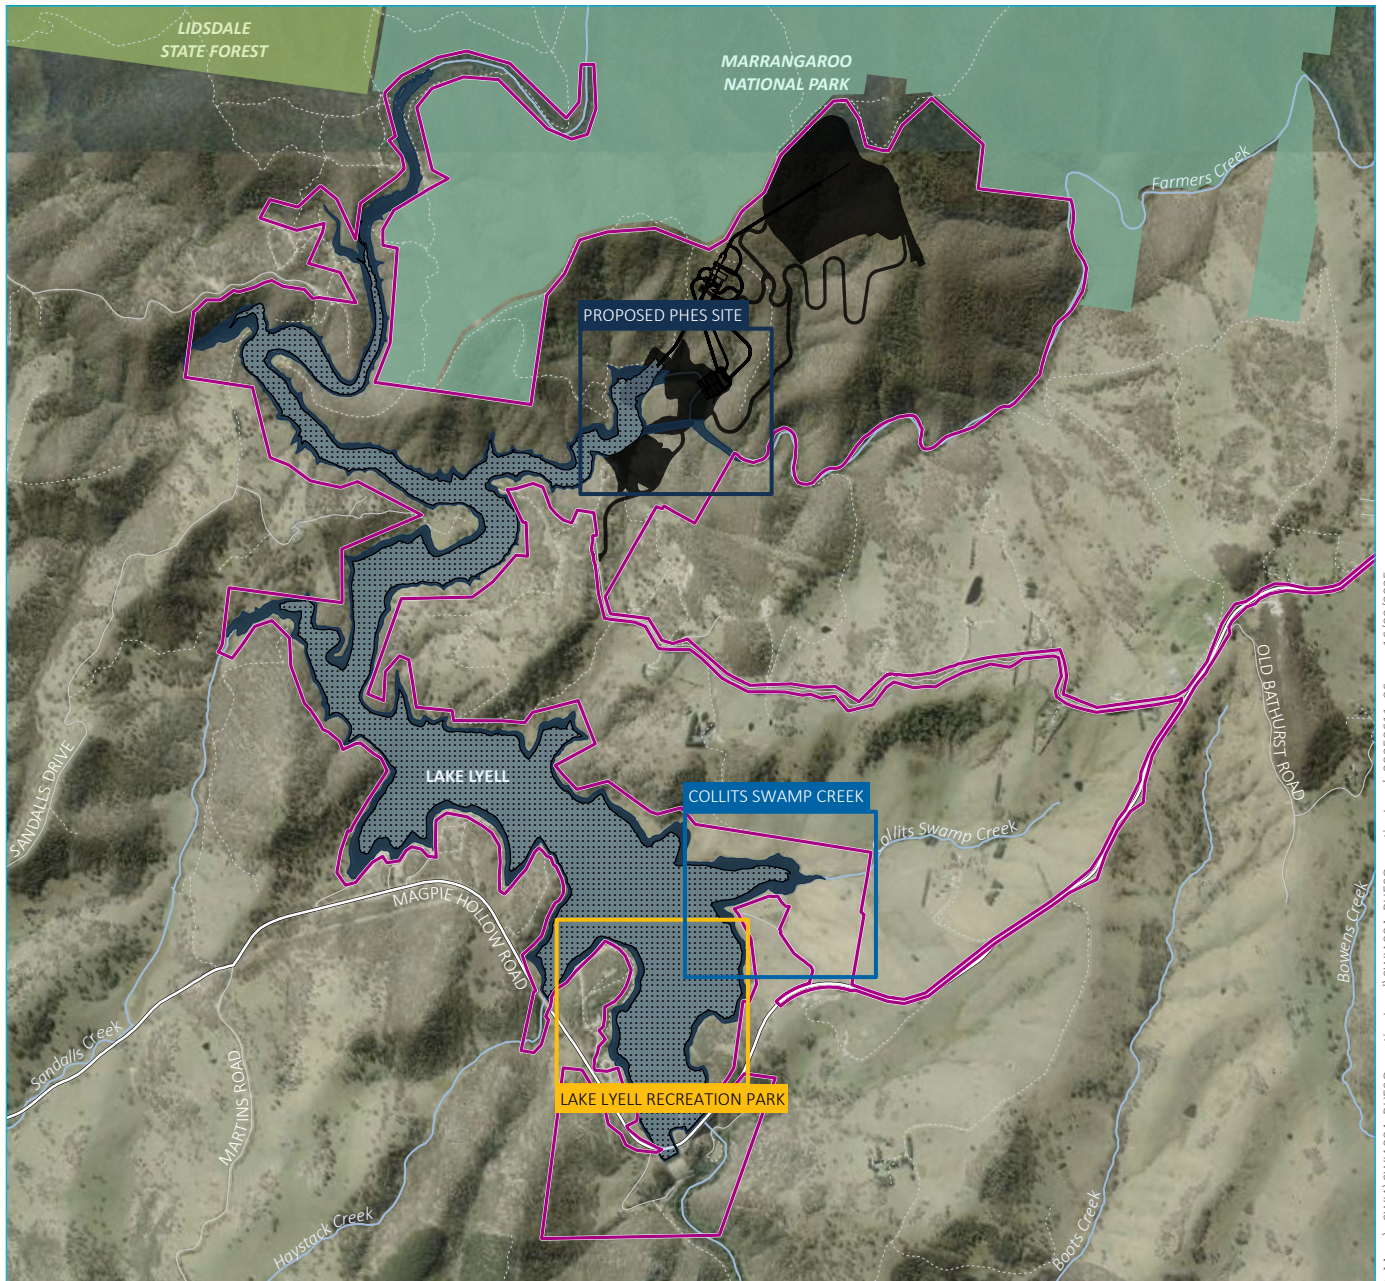 LIDSDALE
STATE FOREST
MARRANGAROO
NATIONAL PARK
Farmers Creek
PROPOSED PHES SITE
OLD BATHURST ROAD
SANDALLS DRIVE
LAKE LYELL
COLLITS SWAMP CREEK
ollits Swamp Creek
MAGPIE HOLLOW ROAD
Bowens Creek
Sandalls Creek
MARTINS ROAD
LAKE LYELL RECREATION PARK
Haystack Creek
Boots Creek